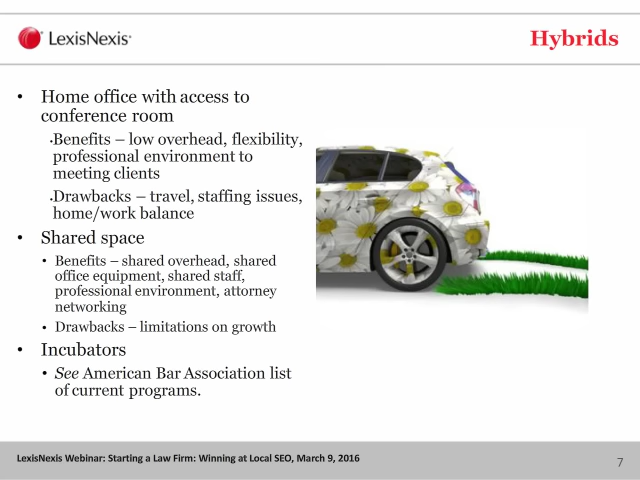 LexisNexis®
Hybrids
• Home office with access to
conference room
•Benefits – low overhead, flexibility,
professional environment to
meeting clients
•Drawbacks – travel, staffing issues,
home/work balance
• Shared space
• Benefits – shared overhead, shared
office equipment, shared staff,
professional environment, attorney
networking
• Drawbacks – limitations on growth
• Incubators
• See American Bar Association list
of current programs.
LexisNexis Webinar: Starting a Law Firm: Winning at Local SEO, March 9, 2016
7